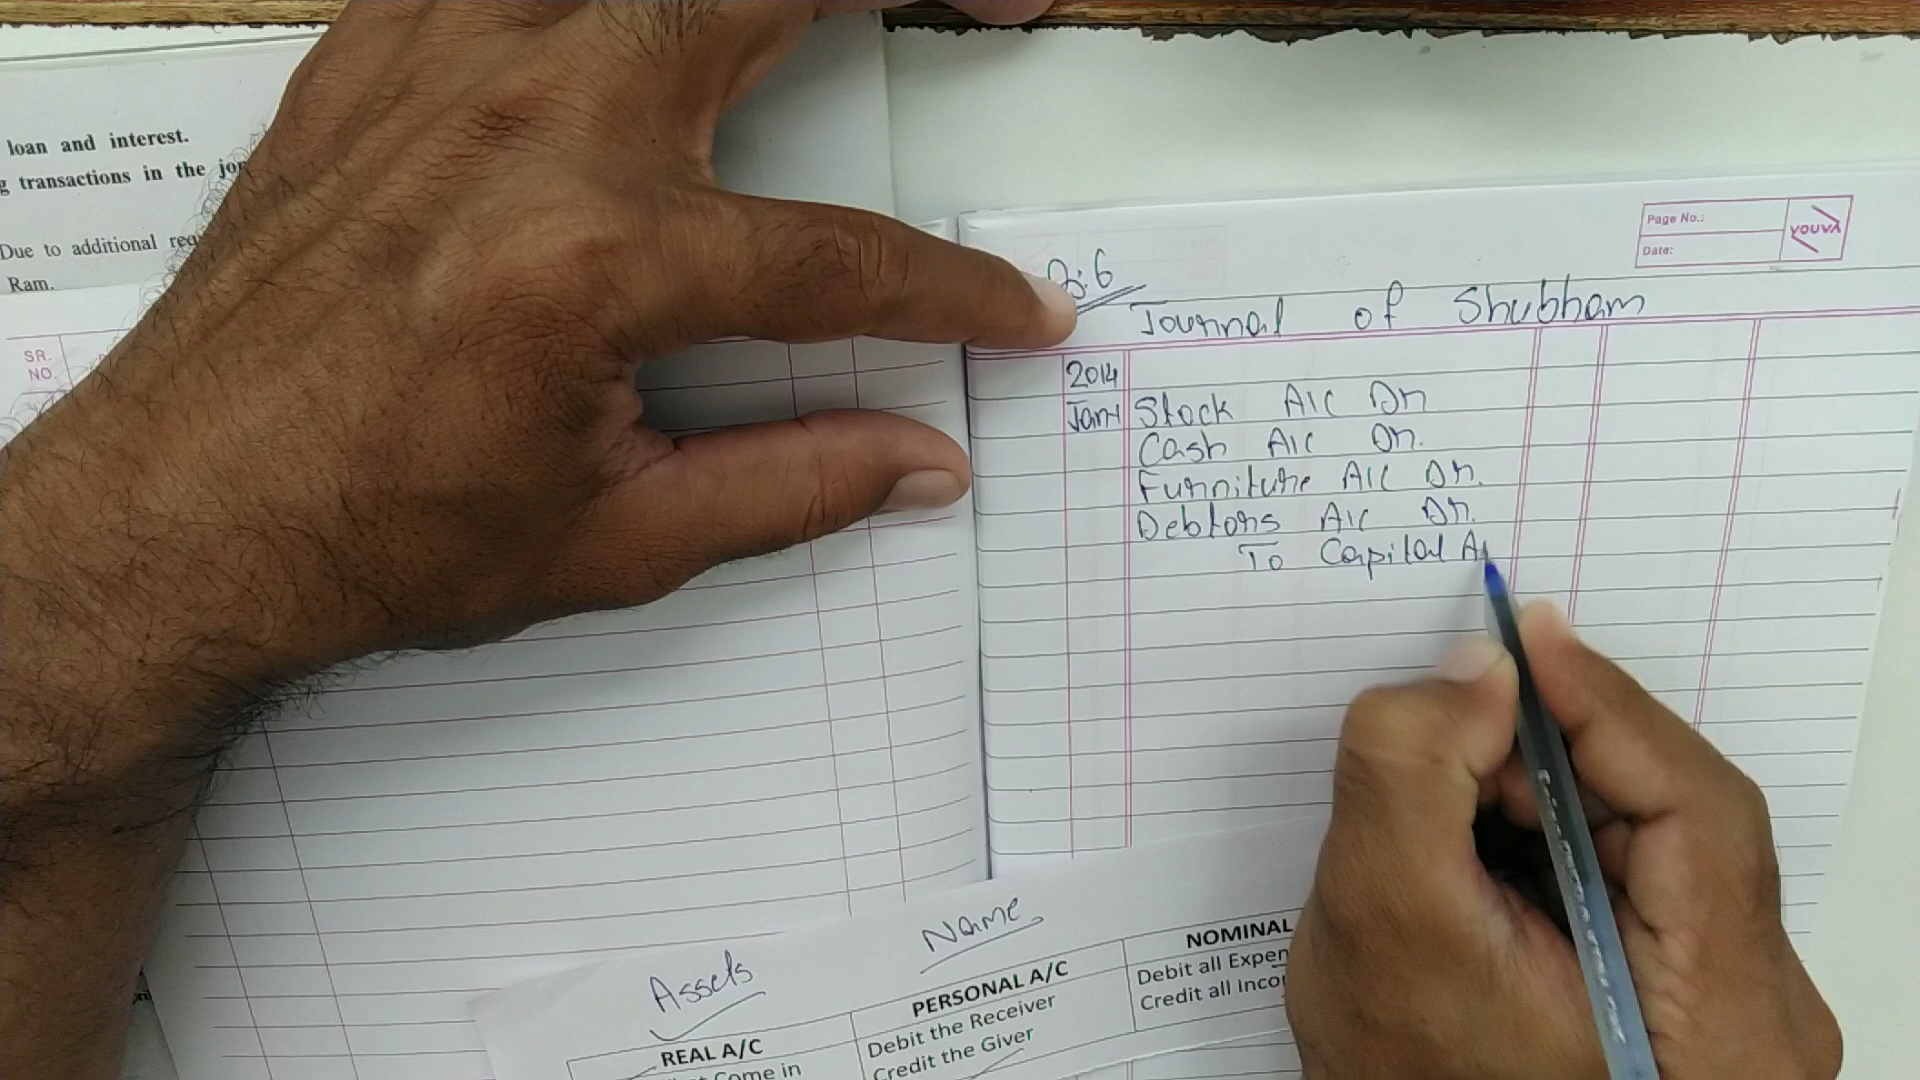 loan and interest.
g transactions in the jou
Due to additional req
Ram.
SR.
NO.
Page No.:
Date:
YOUVA
Q:6
Journal of Shubham
2014
Jan-1 Stock A/C Dr
Cash A/C Dr.
Furniture A/C Dr.
Debtors A/C Dr.
To Capital A/
Assets
Name
REAL A/C
Come in
PERSONAL A/C
Debit the Receiver
Credit the Giver
NOMINAL
Debit all Expen
Credit all Inco